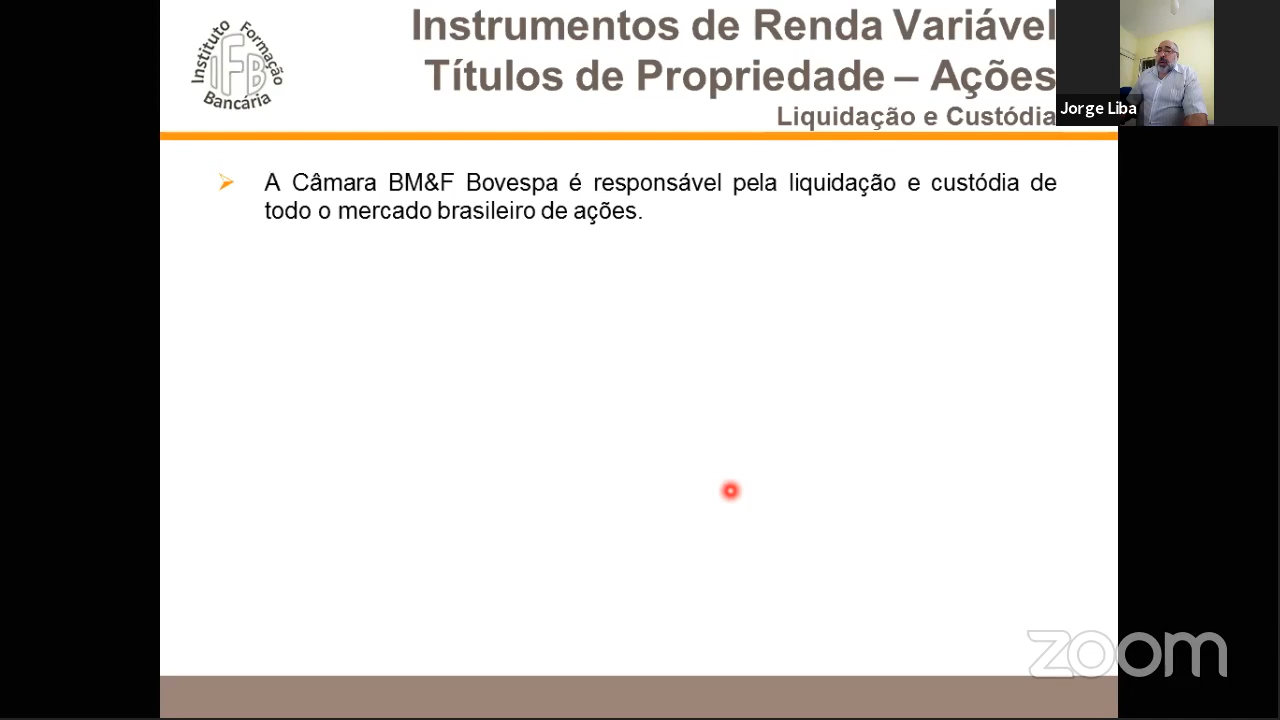 Instituto Formação
IFB
Bancária
Instrumentos de Renda Variável
Títulos de Propriedade – Ações
Liquidação e Custódia
Jorge Liba
A Câmara BM&F Bovespa é responsável pela liquidação e custódia de
todo o mercado brasileiro de ações.
zoom